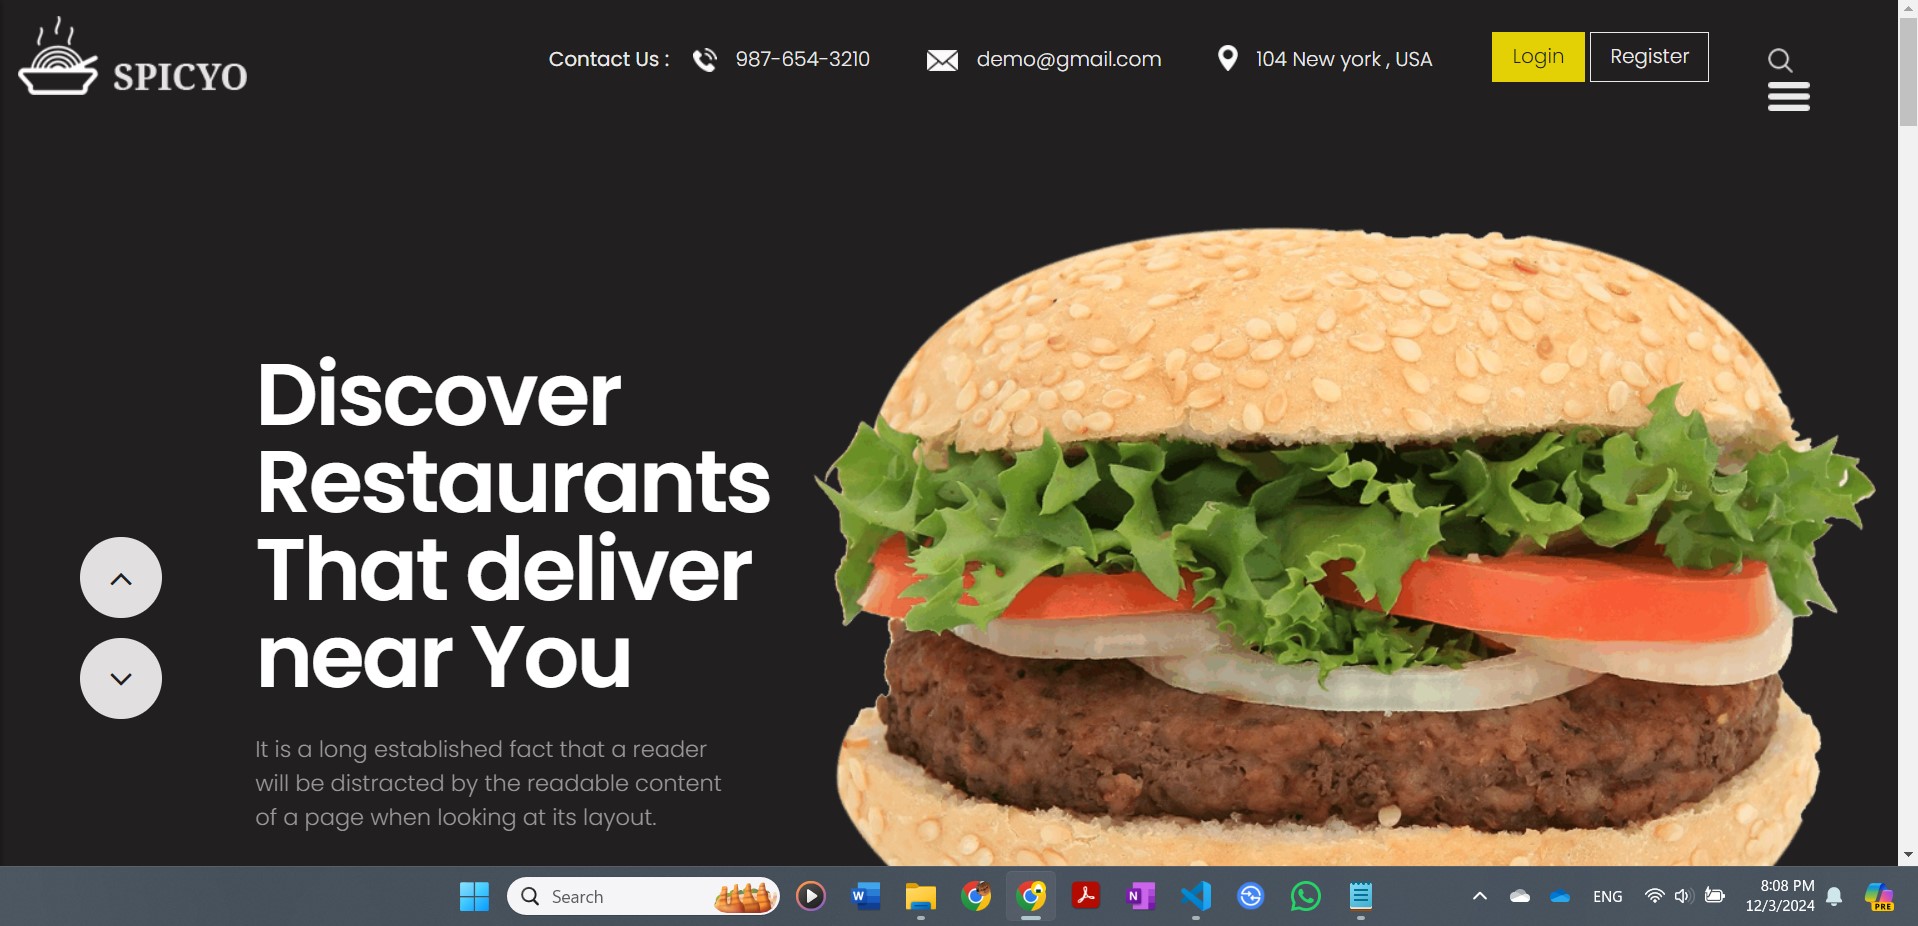 SPICYO
Contact Us : 987-654-3210 demo@gmail.com 104 New york , USA Login Register
Discover
Restaurants
That deliver
near You
It is a long established fact that a reader
will be distracted by the readable content
of a page when looking at its layout.
Search
ENG
8:08 PM
12/3/2024
PRE